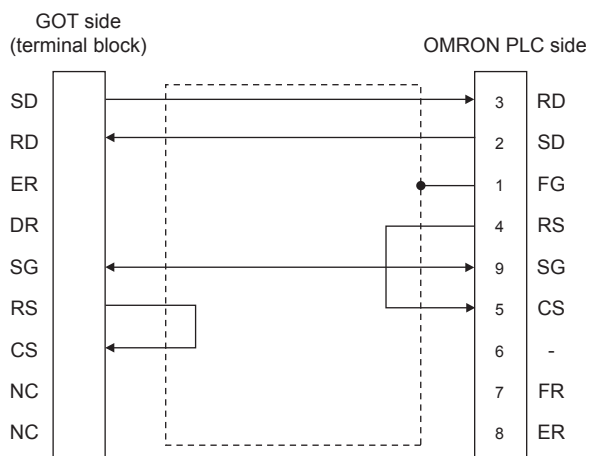 GOT side
(terminal block)
OMRON PLC side
SD 3 RD
RD 2 SD
ER 1 FG
DR 4 RS
SG 9 SG
RS 5 CS
CS 6 -
NC 7 FR
NC 8 ER